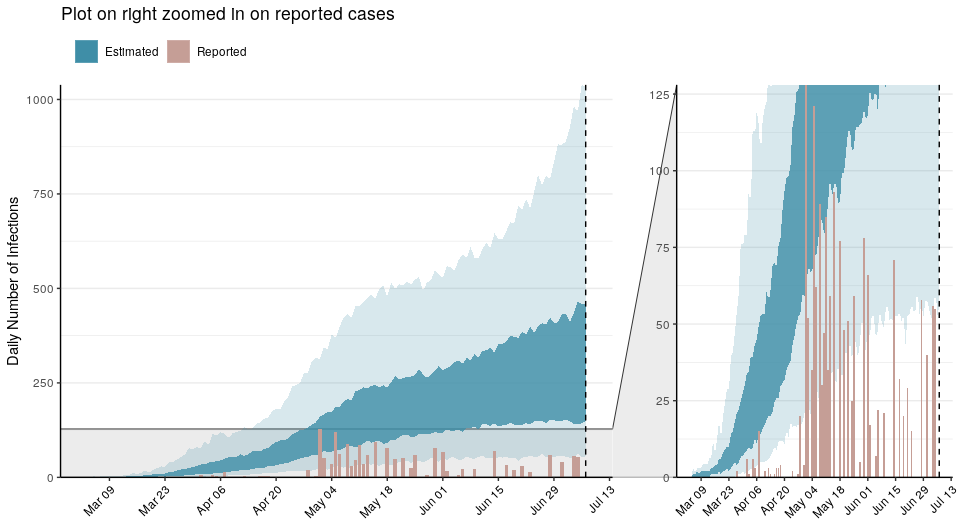 Plot on right zoomed in on reported cases
Estimated Reported
Daily Number of Infections
1000
750
500
250
0
Mar 09 Mar 23 Apr 06 Apr 20 May 04 May 18 Jun 01 Jun 15 Jun 29 Jul 13
125
100
75
50
25
0
Mar 09 Mar 23 Apr 06 Apr 20 May 04 May 18 Jun 01 Jun 15 Jun 29 Jul 13